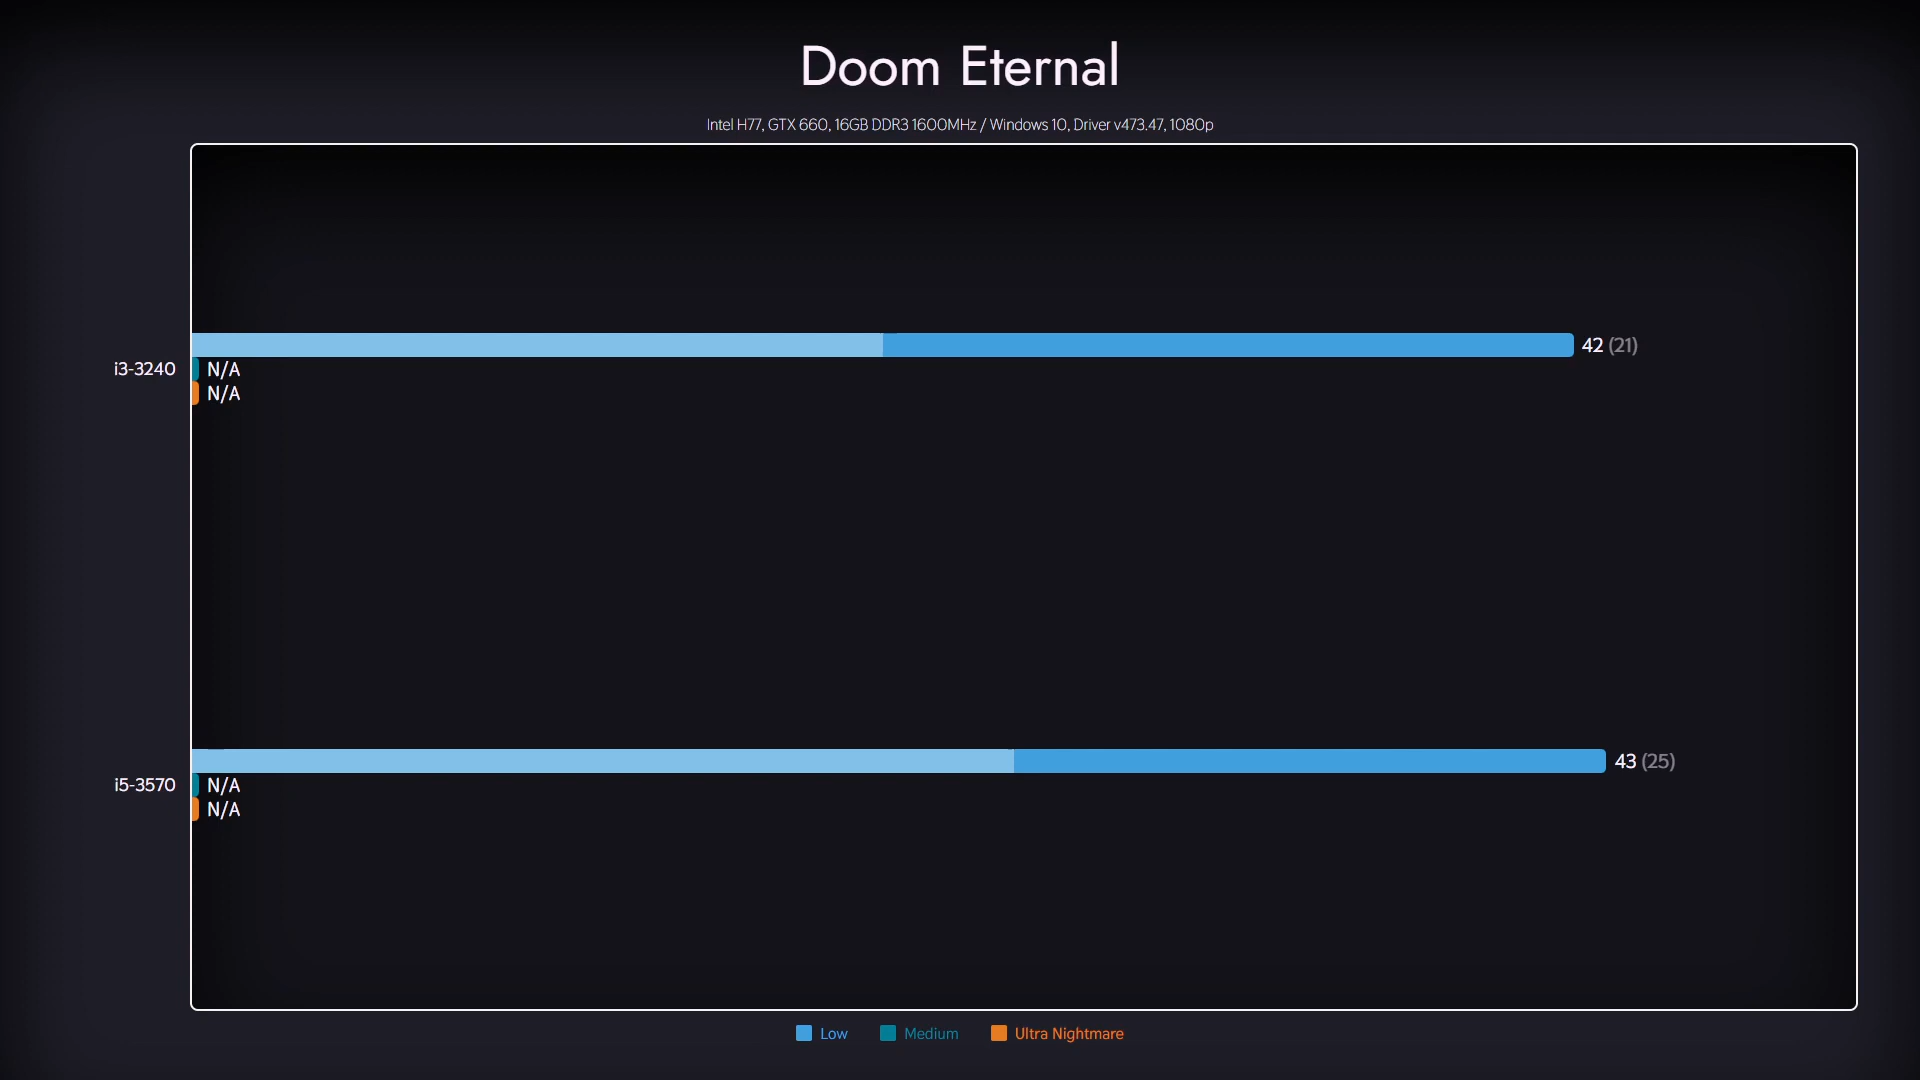 Doom Eternal
Intel H77, GTX 660, 16GB DDR3 1600MHz / Windows 10, Driver v473.47, 1080p
42 (21)
i3-3240 N/A
N/A
43 (25)
i5-3570 N/A
N/A
Low Medium Ultra Nightmare